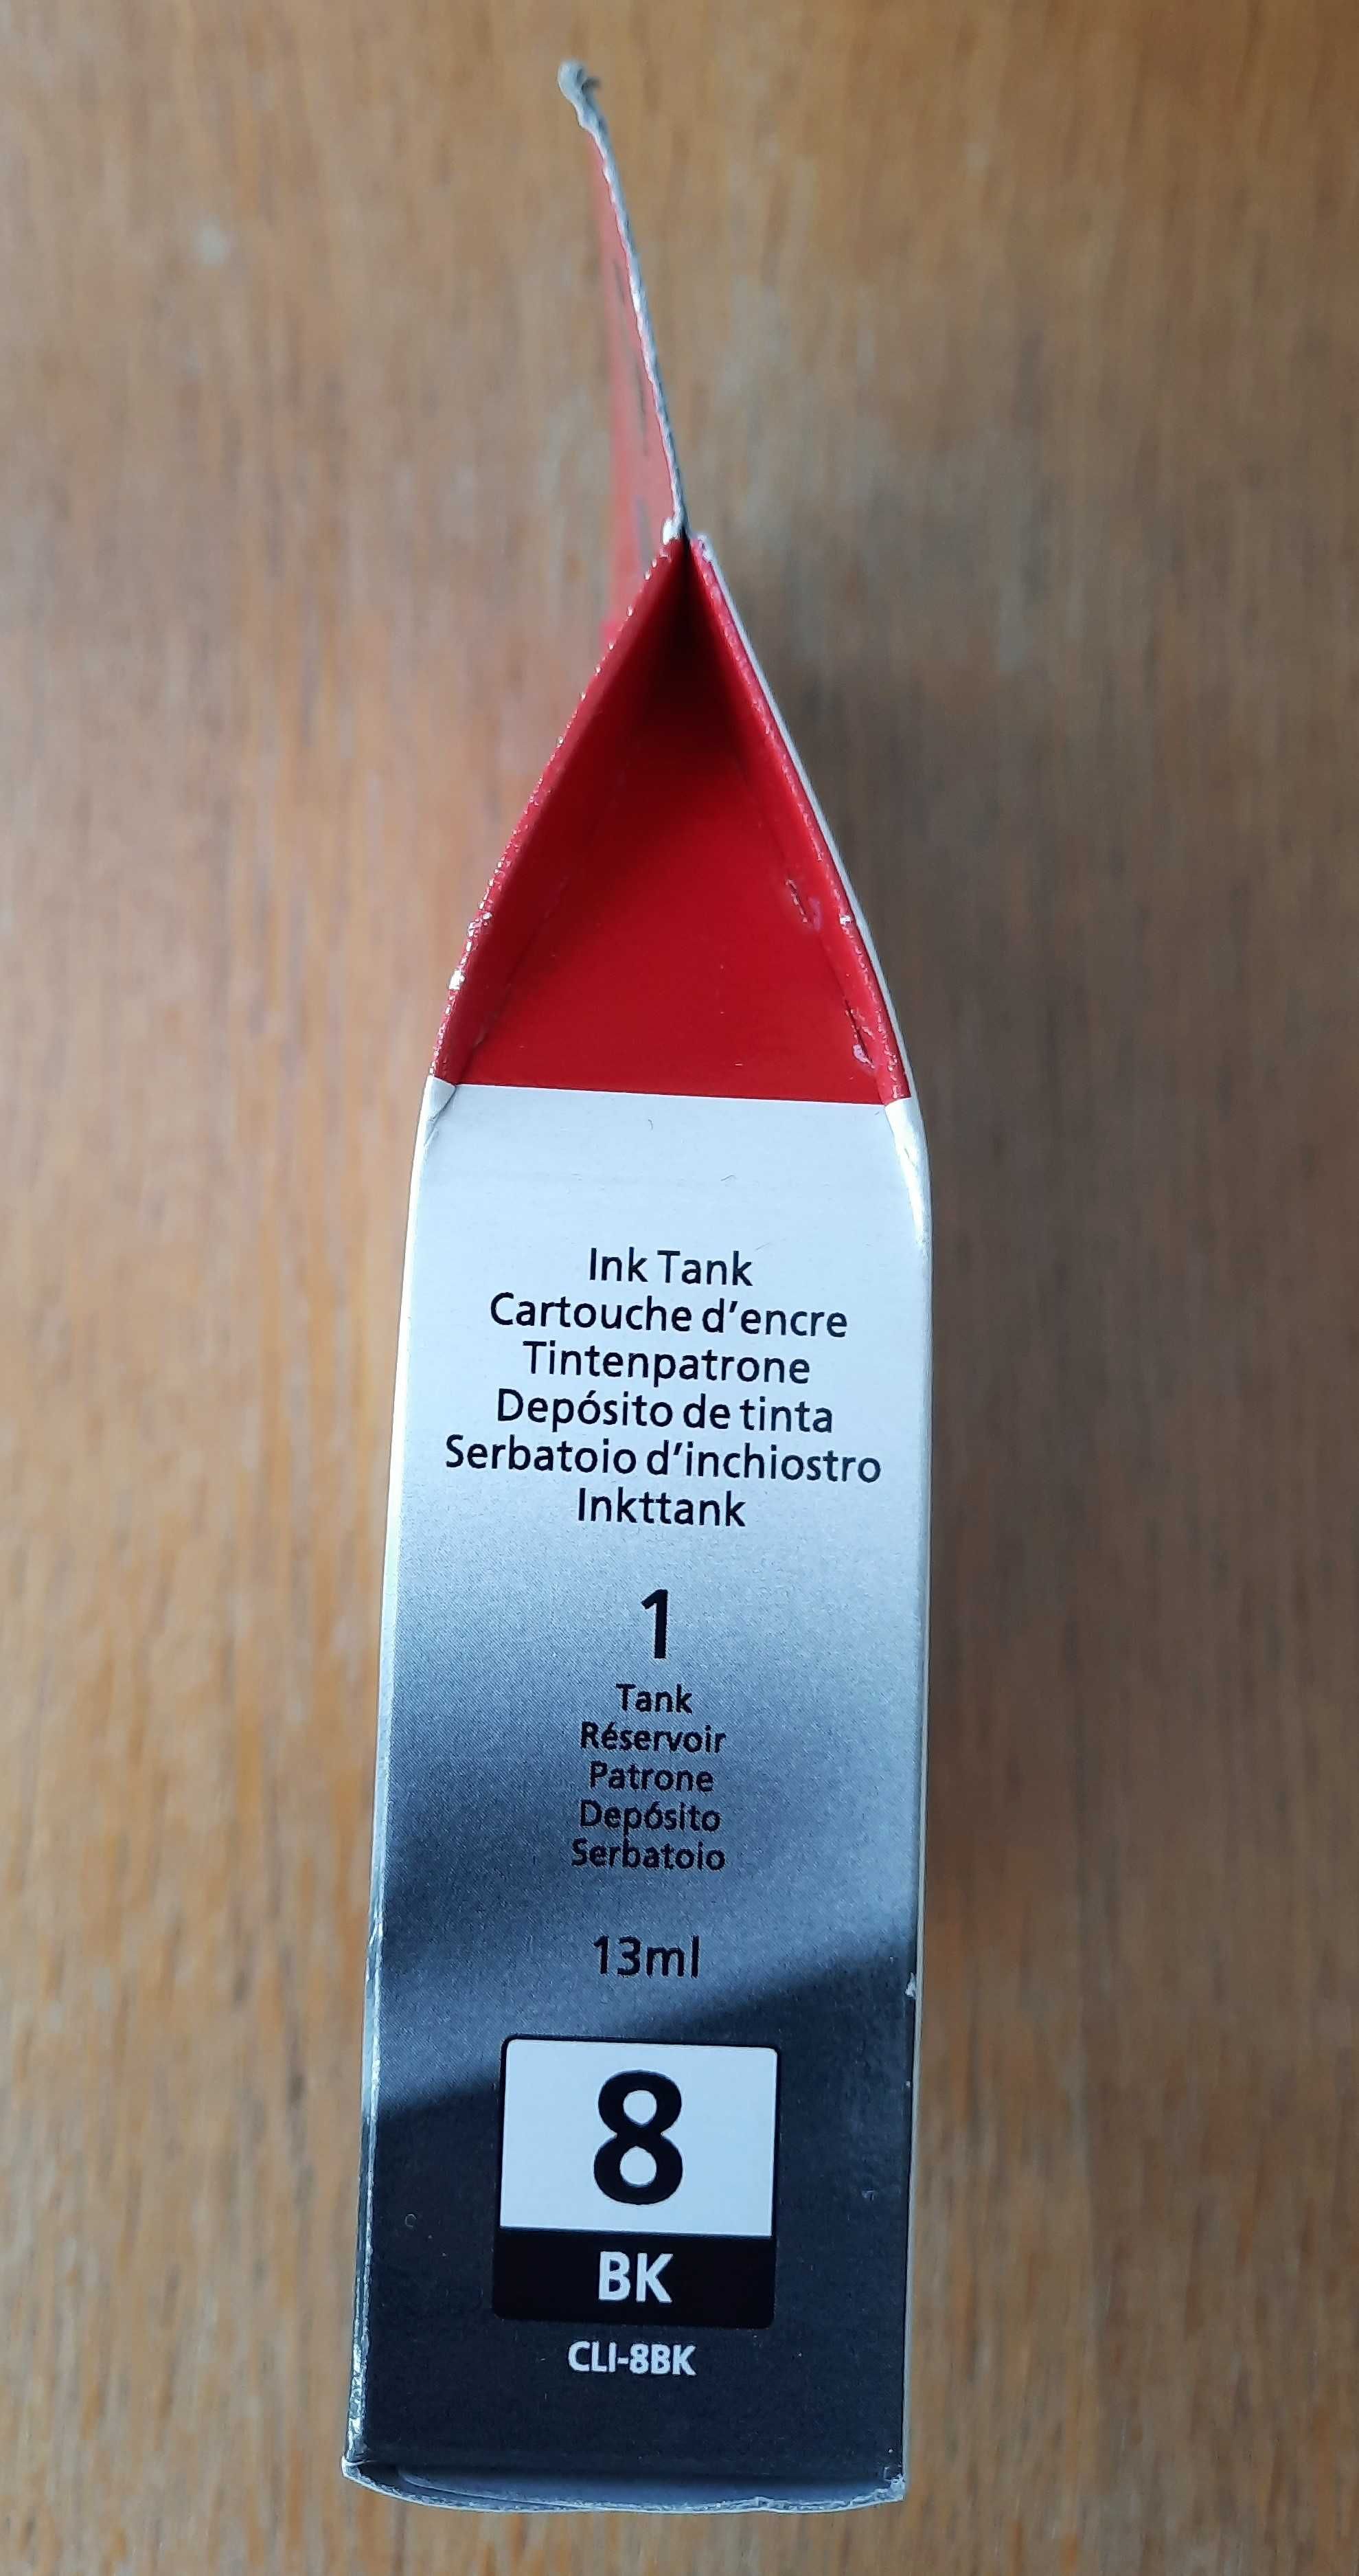 Ink Tank
Cartouche d'encre
Tintenpatrone
Depósito de tinta
Serbatoio d'inchiostro
Inkttank
1
Tank
Réservoir
Patrone
Depósito
Serbatoio
13ml
8
BK
CLI-8BK